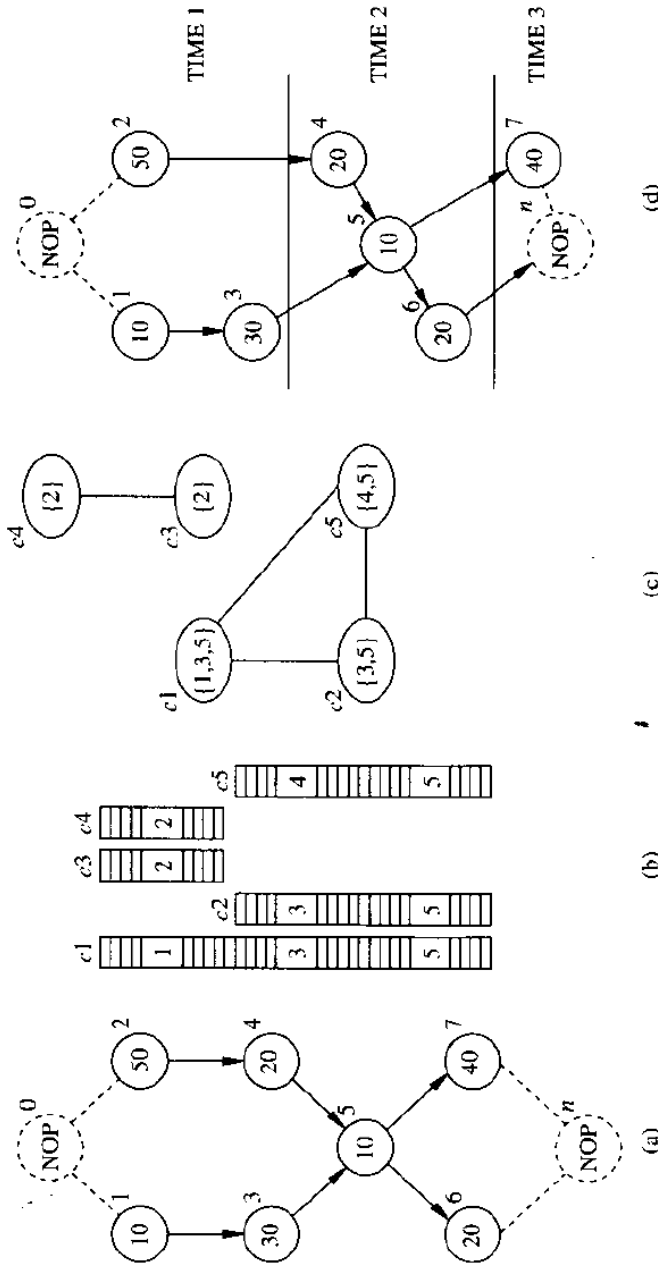 NOP 0
10 1
50 2
30 3
20 4
10 5
20 6
40 7
NOP n
(a)
c1 c2 c3 c4 c5
1 2 2
3 3 4
5 5 5
(b)
c4 {2}
c3 {2}
c1 {1,3,5}
c2 {3,5}
c5 {4,5}
(c)
NOP 0
10 1
50 2
30 3
TIME 1
20 4
10 5
20 6
TIME 2
40 7
NOP n
TIME 3
(d)